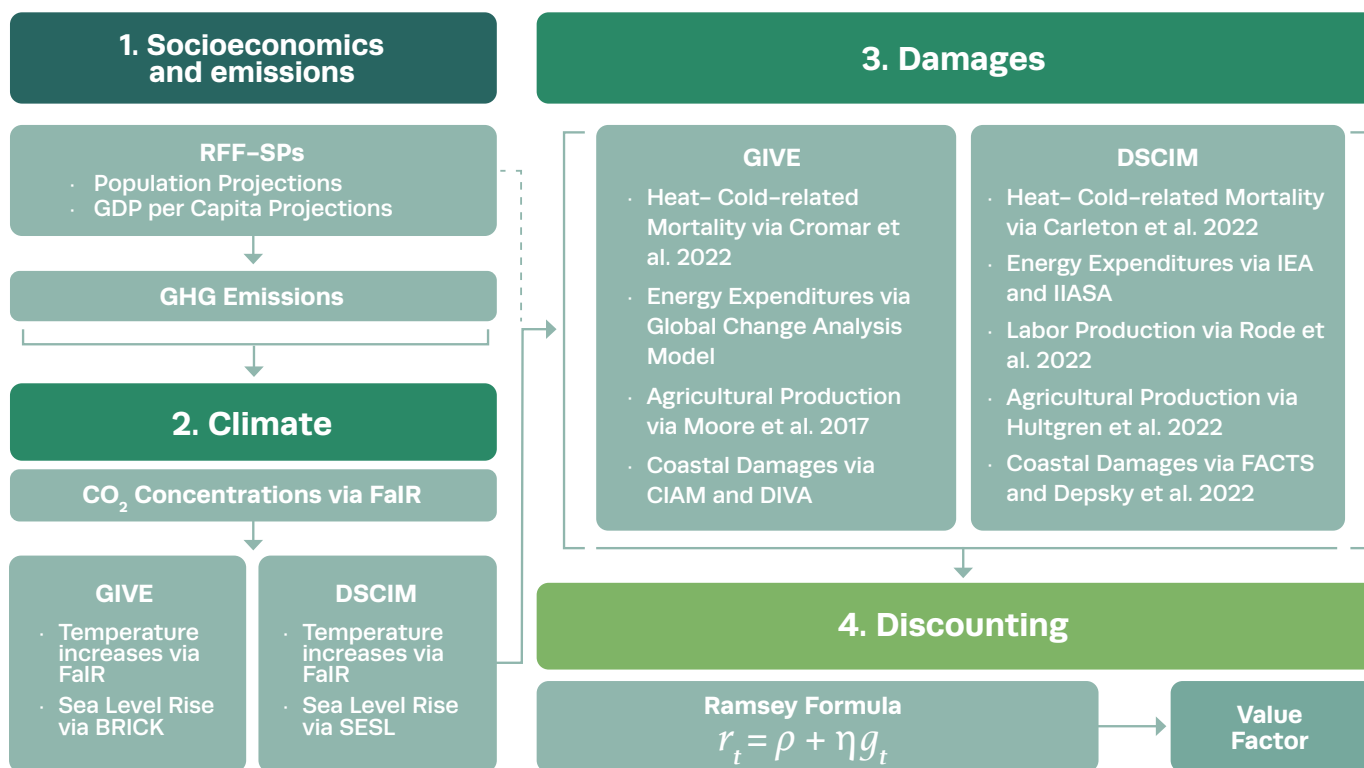 1. Socioeconomics
and emissions
RFF–SPs
· Population Projections
· GDP per Capita Projections
GHG Emissions
2. Climate
CO₂ Concentrations via FaIR
GIVE
· Temperature
increases via
FaIR
· Sea Level Rise
via BRICK
DSCIM
· Temperature
increases via
FaIR
· Sea Level Rise
via SESL
3. Damages
GIVE
· Heat– Cold–related
Mortality via Cromar et
al. 2022
· Energy Expenditures via
Global Change Analysis
Model
· Agricultural Production
via Moore et al. 2017
· Coastal Damages via
CIAM and DIVA
DSCIM
· Heat– Cold–related Mortality
via Carleton et al. 2022
· Energy Expenditures via IEA
and IIASA
· Labor Production via Rode et
al. 2022
· Agricultural Production via
Hultgren et al. 2022
· Coastal Damages via FACTS
and Depsky et al. 2022
4. Discounting
Ramsey Formula
rₜ = ρ + ηgₜ
Value
Factor